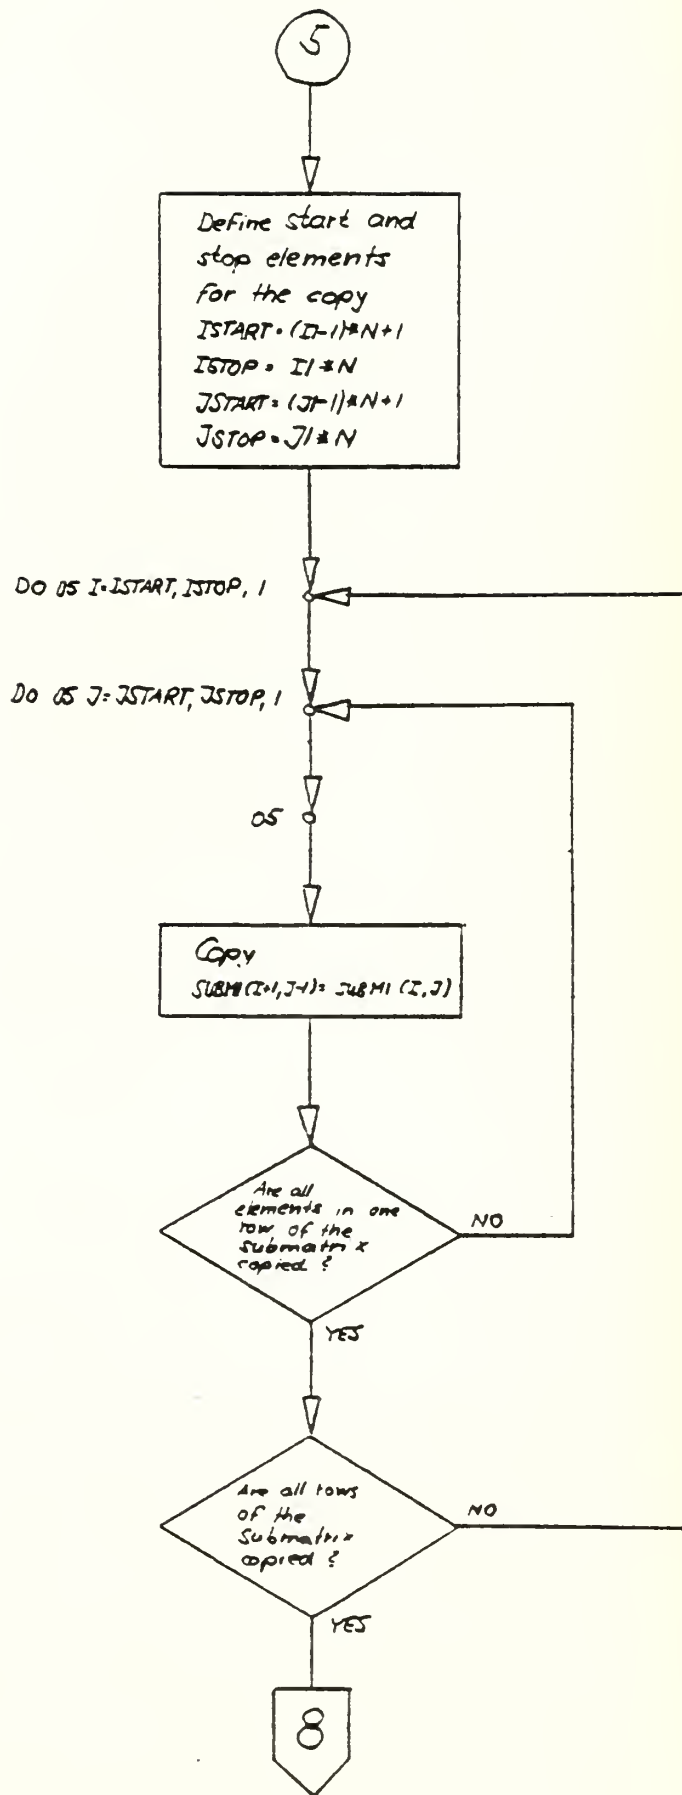 5
Define start and
stop elements
for the copy
ISTART = (I1-1)*N+1
ISTOP = I1*N
JSTART = (J1-1)*N+1
JSTOP = J1*N
DO 05 I=ISTART, ISTOP, 1
DO 05 J=JSTART, JSTOP, 1
05
Copy
SUBM1(I+1,J-1)= SUBM1(I,J)
Are all
elements in one
row of the
submatrix
copied ?
NO
YES
Are all rows
of the
submatrix
copied ?
NO
YES
8